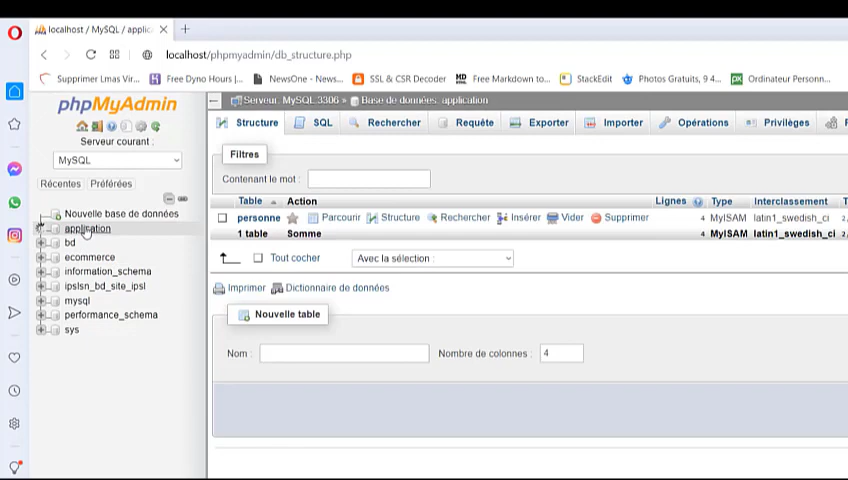 localhost / MySQL / applic.
localhost/phpmyadmin/db_structure.php
Supprimer Lmas Vir...
Free Dyno Hours |...
NewsOne - News...
SSL & CSR Decoder
MD Free Markdown to...
StackEdit
Photos Gratuits, 9 4...
Ordinateur Personn...
phpMyAdmin
Serveur courant :
MySQL
Récentes
Préférées
Nouvelle base de données
application
bd
ecommerce
information_schema
ipslsn_bd_site_ipsl
mysql
performance_schema
sys
Serveur: MySQL:3306 » Base de données: application
Structure
SQL
Rechercher
Requête
Exporter
Importer
Opérations
Privilèges
Filtres
Contenant le mot :
Table Action Lignes Type Interclassement
personne Parcourir Structure Rechercher Insérer Vider Supprimer 4 MyISAM latin1_swedish_ci
1 table Somme 4 MyISAM latin1_swedish_ci
Tout cocher Avec la sélection :
Imprimer Dictionnaire de données
Nouvelle table
Nom : Nombre de colonnes : 4